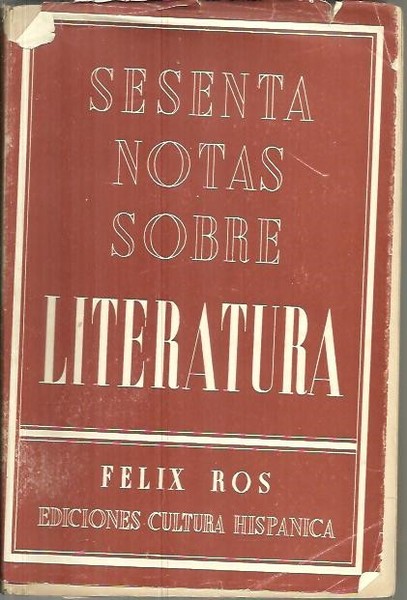 SESENTA
NOTAS
SOBRE
LITERATURA
FELIX ROS
EDICIONES CULTURA HISPANICA